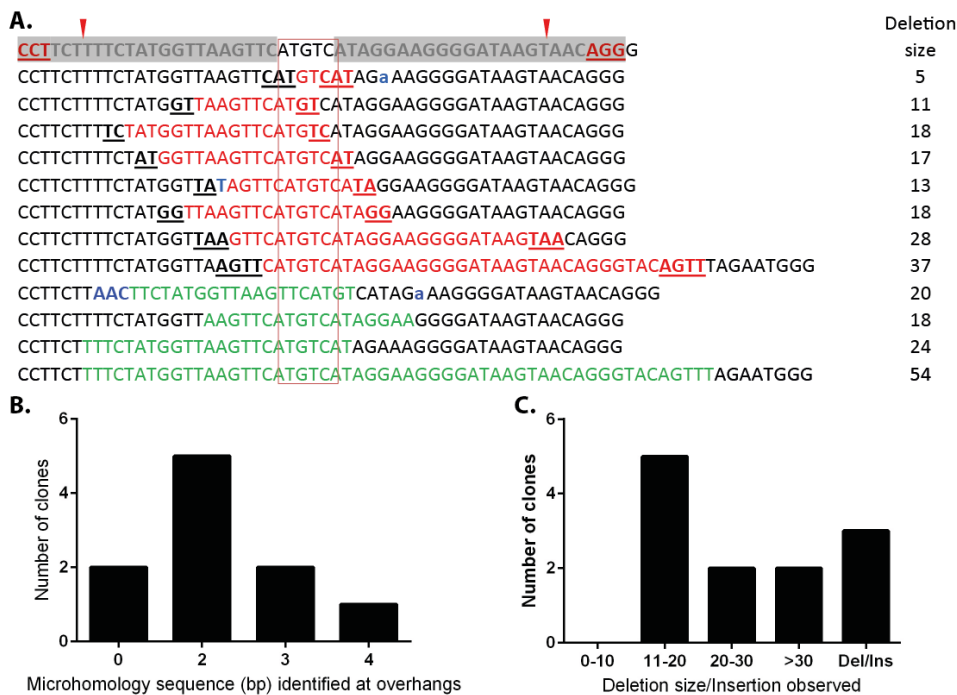 A.
Deletion
size
CCTTCTTTTCTATGGTTAAGTTCATGTCATAGGAAGGGGATAAGTAACAGGG
CCTTCTTTTCTATGGTTAAGTTCATGTCATAGaAAGGGGATAAGTAACAGGG 5
CCTTCTTTTCTATGGTTAAGTTCATGTCATAGGAAGGGGATAAGTAACAGGG 11
CCTTCTTTTCTATGGTTAAGTTCATGTCATAGGAAGGGGATAAGTAACAGGG 18
CCTTCTTTTCTATGGTTAAGTTCATGTCATAGGAAGGGGATAAGTAACAGGG 17
CCTTCTTTTCTATGGTTATAGTTCATGTCATAGGAAGGGGATAAGTAACAGGG 13
CCTTCTTTTCTATGGTTAAGTTCATGTCATAGGAAGGGGATAAGTAACAGGG 18
CCTTCTTTTCTATGGTTAAGTTCATGTCATAGGAAGGGGATAAGTAACAGGG 28
CCTTCTTTTCTATGGTTAAGTTCATGTCATAGGAAGGGGATAAGTAACAGGGTACAGTTTAGAATGGG 37
CCTTCTTAACTTCTATGGTTAAGTTCATGTCATAGaAAGGGGATAAGTAACAGGG 20
CCTTCTTTTCTATGGTTAAGTTCATGTCATAGGAAGGGGATAAGTAACAGGG 18
CCTTCTTTTCTATGGTTAAGTTCATGTCATAGAAAGGGGATAAGTAACAGGG 24
CCTTCTTTTCTATGGTTAAGTTCATGTCATAGGAAGGGGATAAGTAACAGGGTACAGTTTAGAATGGG 54
B.
Number of clones
6
4
2
0
0 2 3 4
Microhomology sequence (bp) identified at overhangs
C.
Number of clones
6
4
2
0
0-10 11-20 20-30 >30 Del/Ins
Deletion size/Insertion observed